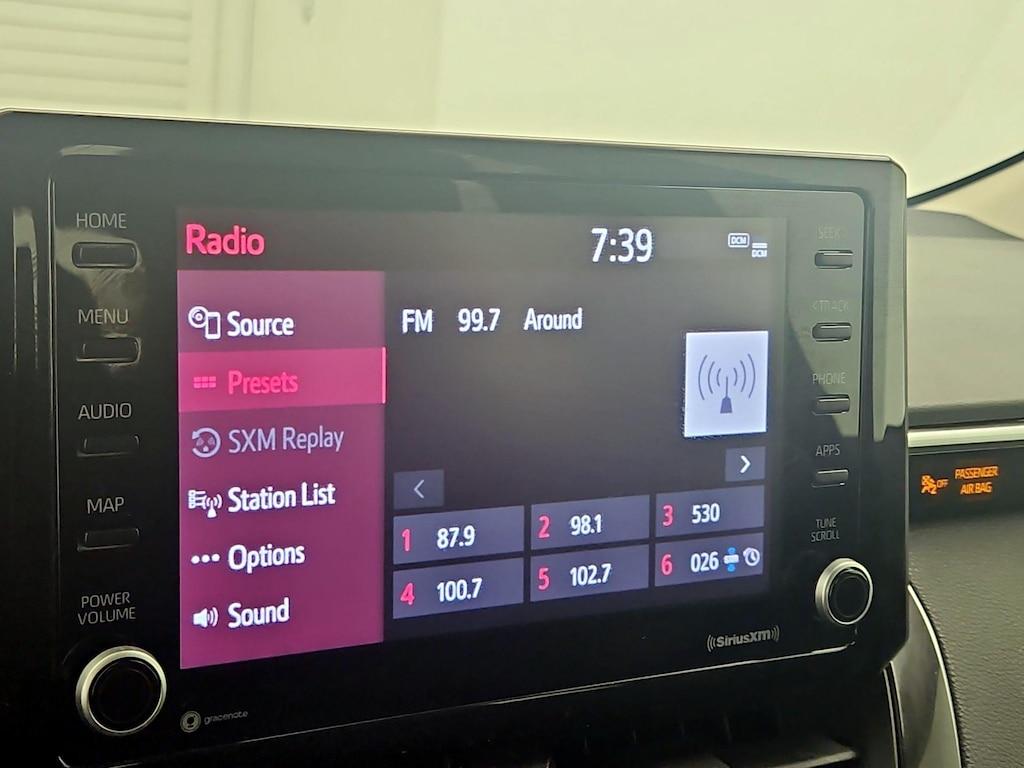 HOME
MENU
AUDIO
MAP
POWER
VOLUME
Radio
7:39
DCM
DCM
Source
Presets
SXM Replay
Station List
Options
Sound
FM 99.7 Around
1 87.9
2 98.1
3 530
4 100.7
5 102.7
6 026
SEEK
<TRACK
PHONE
APPS
TUNE
SCROLL
SiriusXM
gracenote
OFF
PASSENGER
AIR BAG